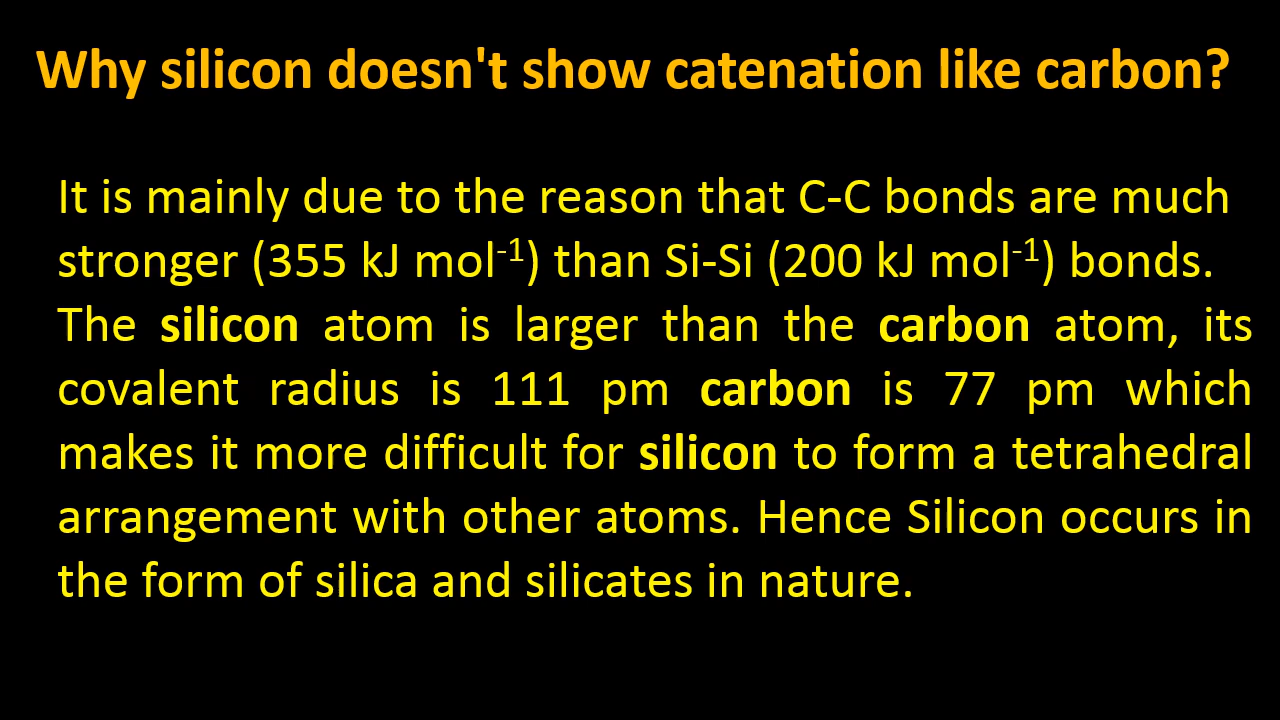 Why silicon doesn't show catenation like carbon?
It is mainly due to the reason that C-C bonds are much
stronger (355 kJ mol⁻¹) than Si-Si (200 kJ mol⁻¹) bonds.
The silicon atom is larger than the carbon atom, its
covalent radius is 111 pm carbon is 77 pm which
makes it more difficult for silicon to form a tetrahedral
arrangement with other atoms. Hence Silicon occurs in
the form of silica and silicates in nature.